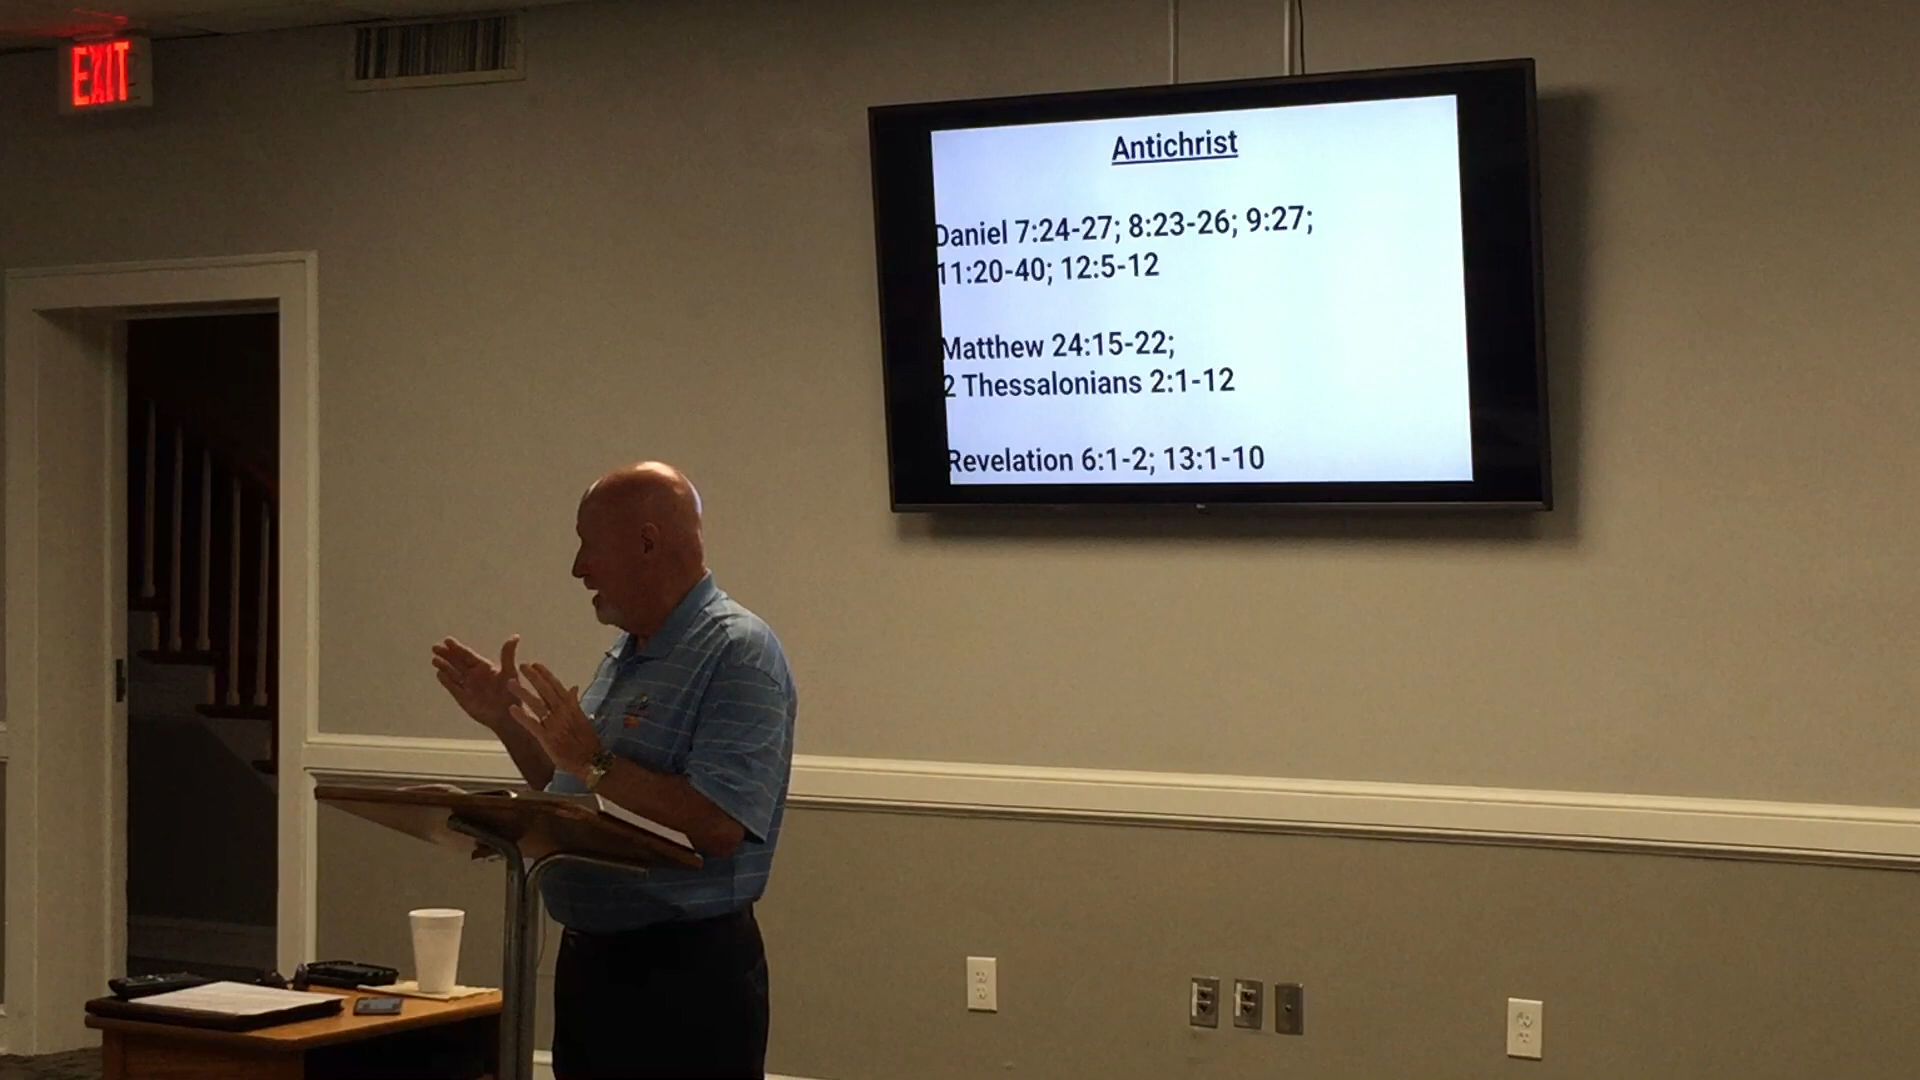 EXIT
Antichrist
Daniel 7:24-27; 8:23-26; 9:27;
11:20-40; 12:5-12
Matthew 24:15-22;
2 Thessalonians 2:1-12
Revelation 6:1-2; 13:1-10